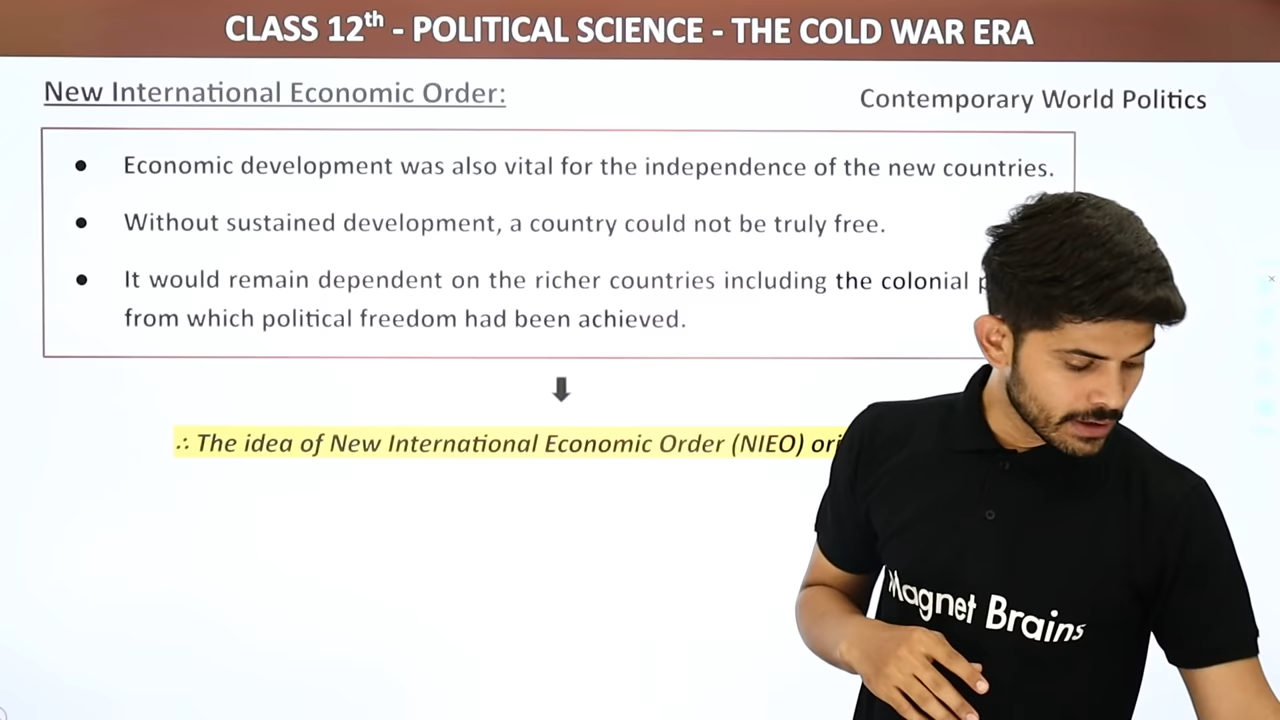 CLASS 12th - POLITICAL SCIENCE - THE COLD WAR ERA
New International Economic Order:
Contemporary World Politics
• Economic development was also vital for the independence of the new countries.
• Without sustained development, a country could not be truly free.
• It would remain dependent on the richer countries including the colonial
from which political freedom had been achieved.
∴ The idea of New International Economic Order (NIEO)
Magnet Brains